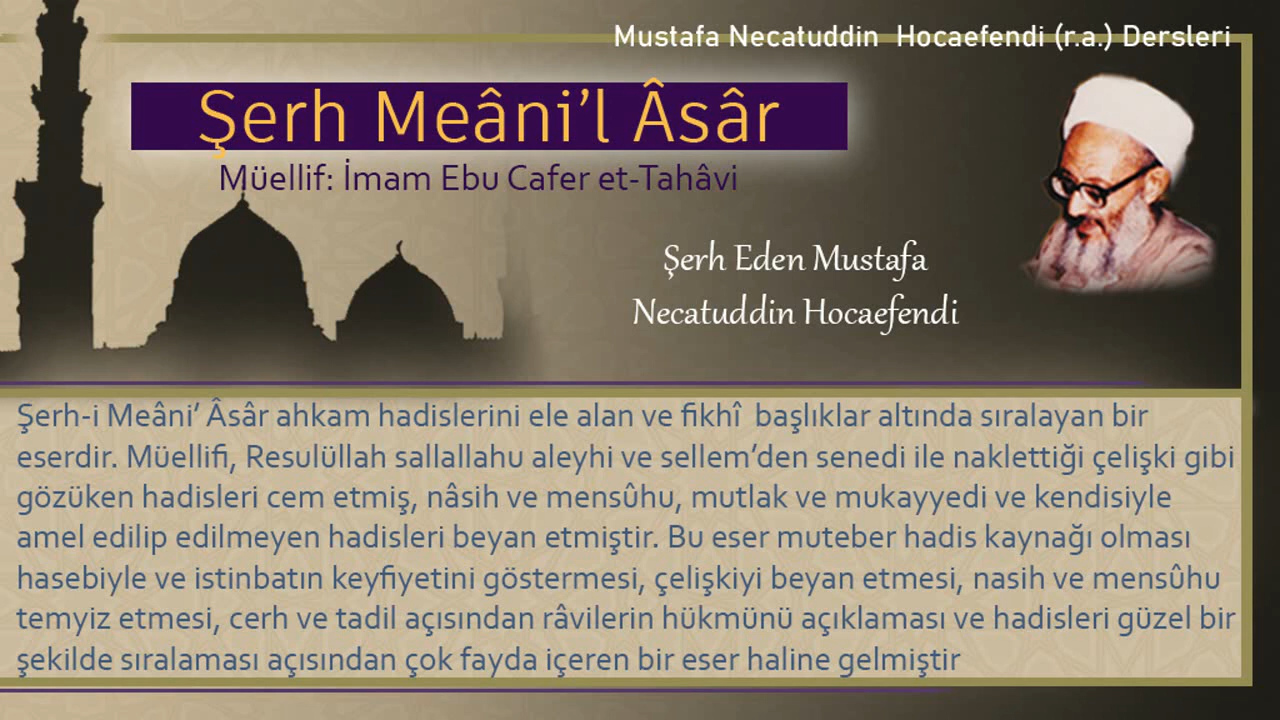 Mustafa Necatuddin Hocaefendi (r.a.) Dersleri
Şerh Meâni’l Âsâr
Müellif: İmam Ebu Cafer et-Tahâvi
Şerh Eden Mustafa
Necatuddin Hocaefendi
Şerh-i Meâni’ Âsâr ahkam hadislerini ele alan ve fikhî başlıklar altında sıralayan bir
eserdir. Müellifi, Resulüllah sallallahu aleyhi ve sellem’den senedi ile naklettiği çelişki gibi
gözüken hadisleri cem etmiş, nâsih ve mensûhu, mutlak ve mukayyedi ve kendisiyle
amel edilip edilmeyen hadisleri beyan etmiştir. Bu eser muteber hadis kaynağı olması
hasebiyle ve istinbatın keyfiyetini göstermesi, çelişkiyi beyan etmesi, nasih ve mensûhu
temyiz etmesi, cerh ve tadil açısından râvilerin hükmünü açıklaması ve hadisleri güzel bir
şekilde sıralaması açısından çok fayda içeren bir eser haline gelmiştir